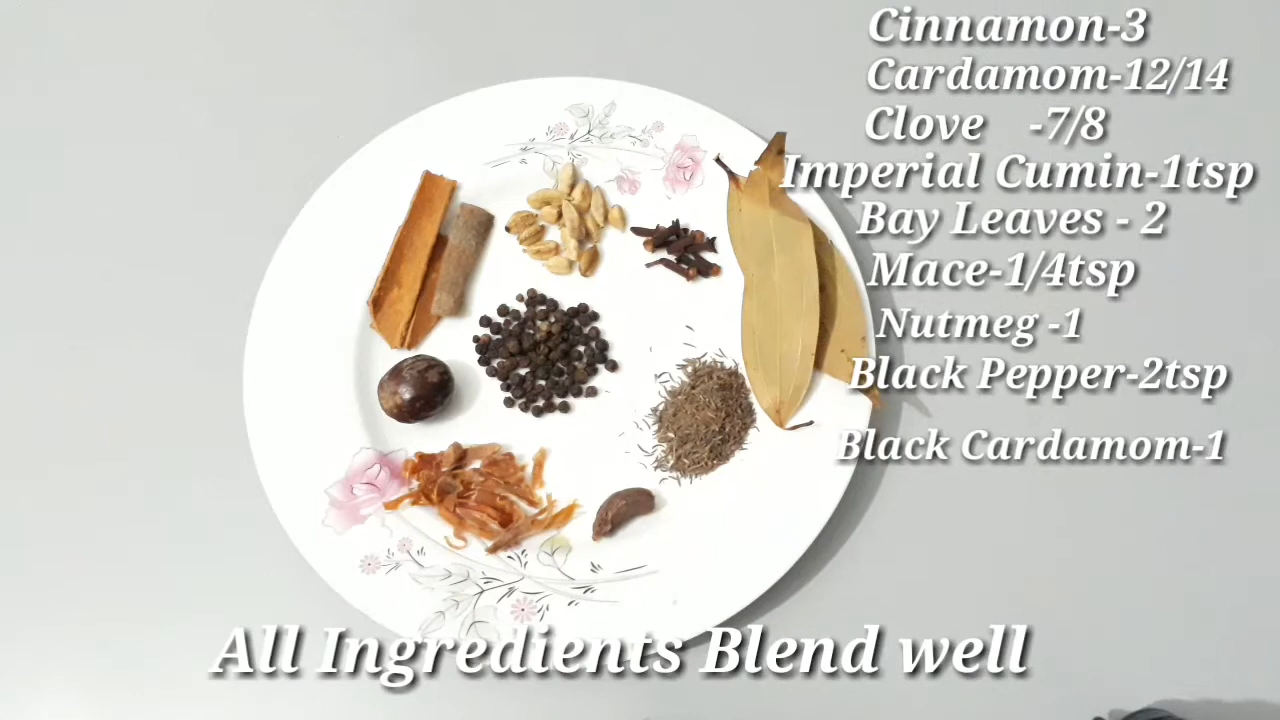 Cinnamon-3
Cardamom-12/14
Clove -7/8
Imperial Cumin-1tsp
Bay Leaves - 2
Mace-1/4tsp
Nutmeg -1
Black Pepper-2tsp
Black Cardamom-1
All Ingredients Blend well